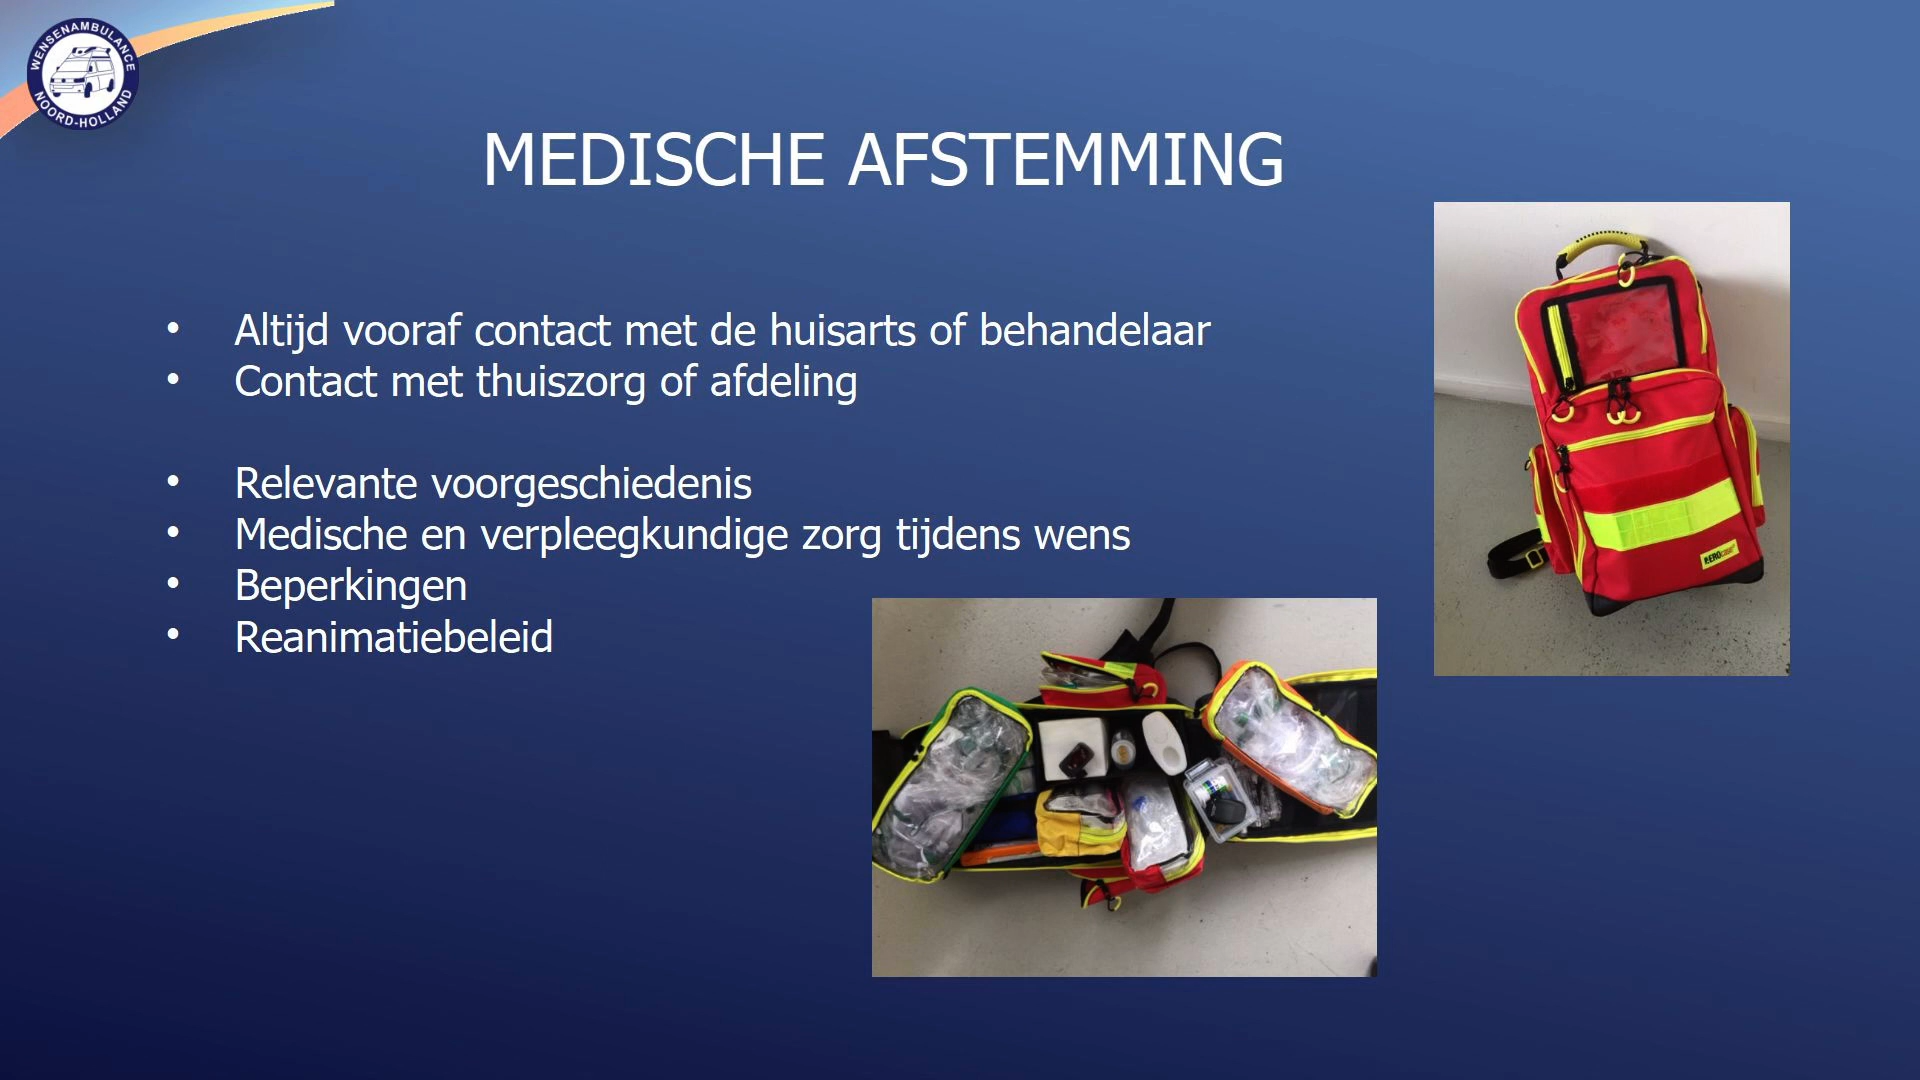 WENSENAMBULANCE
NOORD-HOLLAND
MEDISCHE AFSTEMMING
• Altijd vooraf contact met de huisarts of behandelaar
• Contact met thuiszorg of afdeling
• Relevante voorgeschiedenis
• Medische en verpleegkundige zorg tijdens wens
• Beperkingen
• Reanimatiebeleid